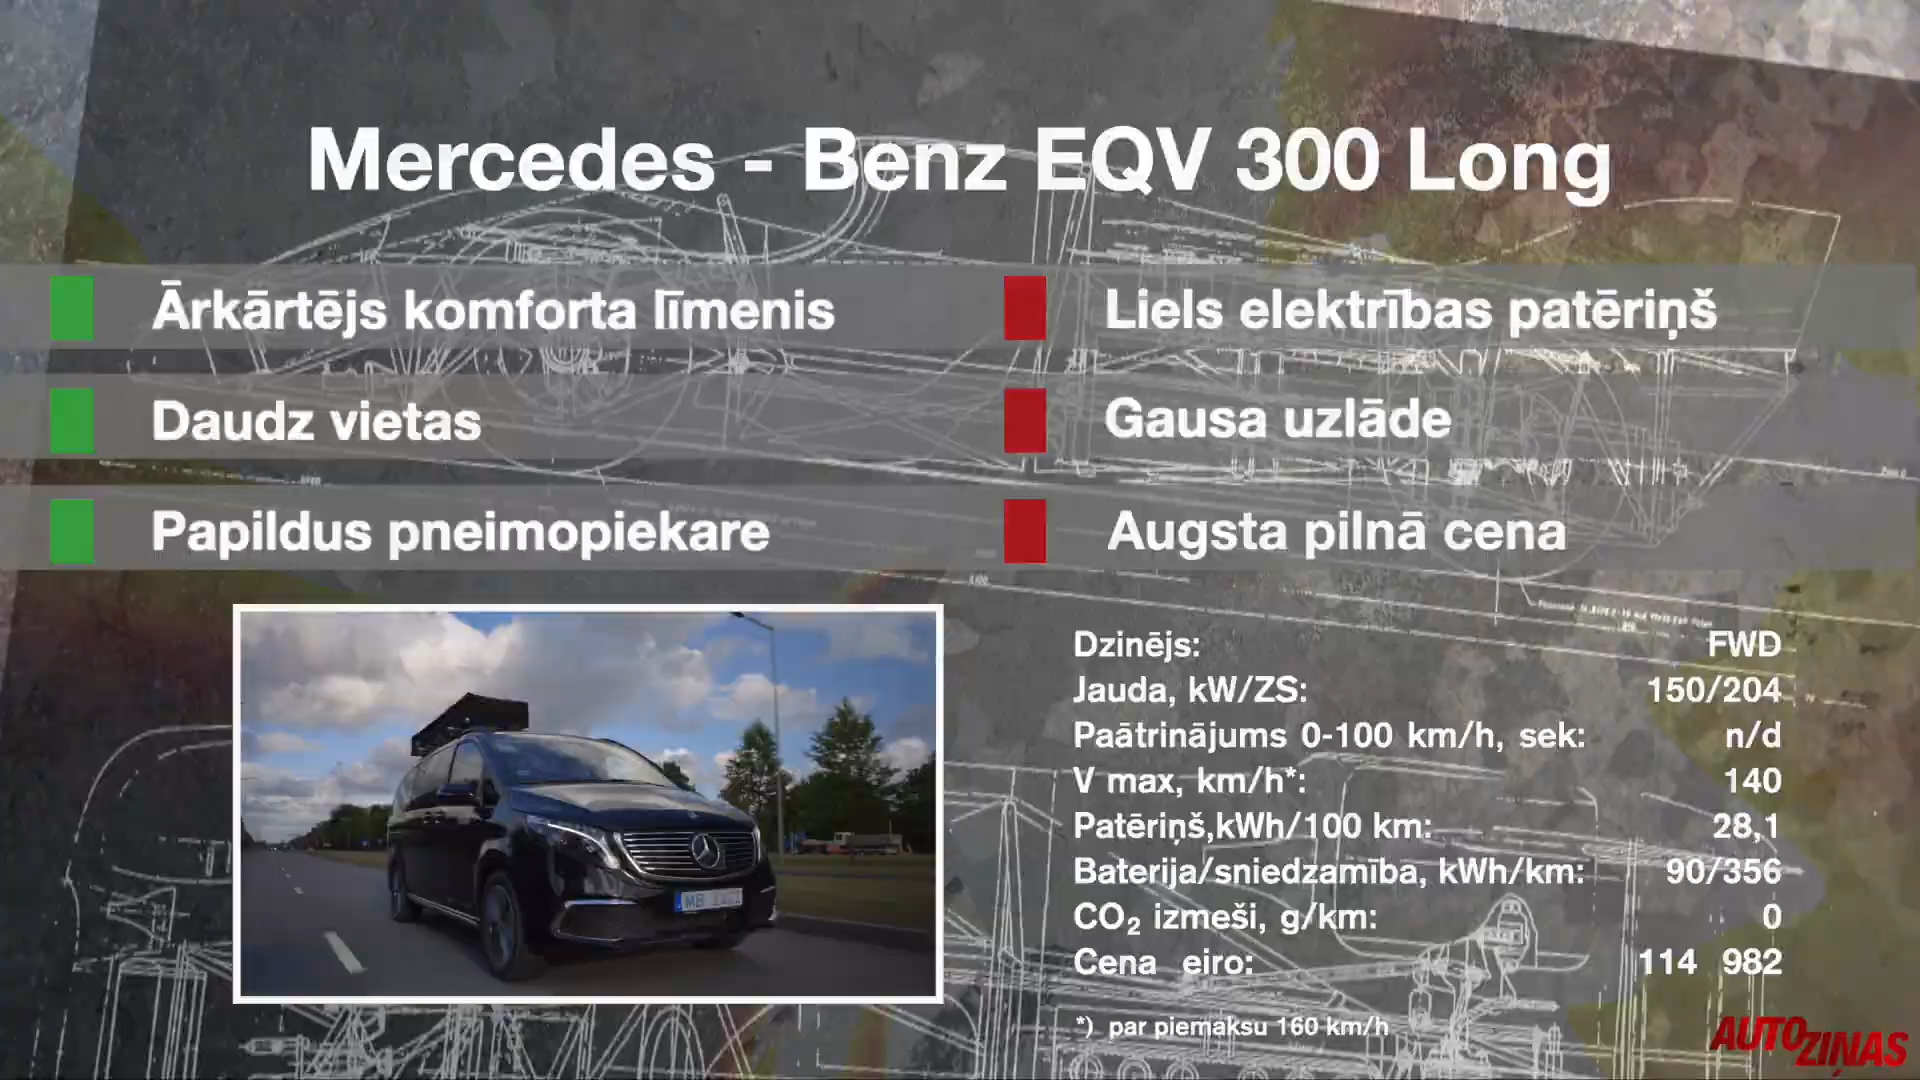 Mercedes - Benz EQV 300 Long
Ārkārtējs komforta līmenis
Daudz vietas
Papildus pneimopiekare
Liels elektrības patēriņš
Gausa uzlāde
Augsta pilnā cena
Dzinējs: FWD
Jauda, kW/ZS: 150/204
Paātrinājums 0-100 km/h, sek: n/d
V max, km/h*: 140
Patēriņš,kWh/100 km: 28,1
Baterija/sniedzamība, kWh/km: 90/356
CO₂ izmeši, g/km: 0
Cena eiro: 114 982
*) par piemaksu 160 km/h
AUTO ZIŅAS